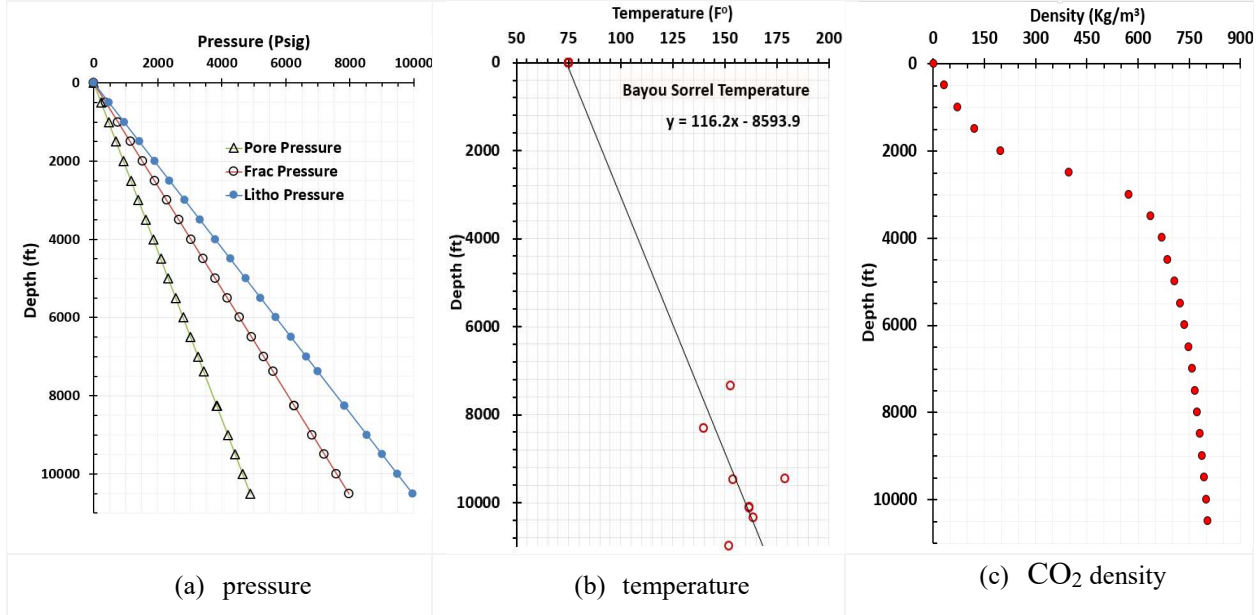 Pressure (Psig)
0 2000 4000 6000 8000 10000
0
2000
4000
6000
8000
10000
Depth (ft)
Pore Pressure
Frac Pressure
Litho Pressure
(a) pressure
Temperature (Fº)
50 75 100 125 150 175 200
0
2000
4000
6000
8000
10000
Depth (ft)
Bayou Sorrel Temperature
y = 116.2x - 8593.9
(b) temperature
Density (Kg/m³)
0 150 300 450 600 750 900
0
2000
4000
6000
8000
10000
Depth (ft)
(c) CO₂ density